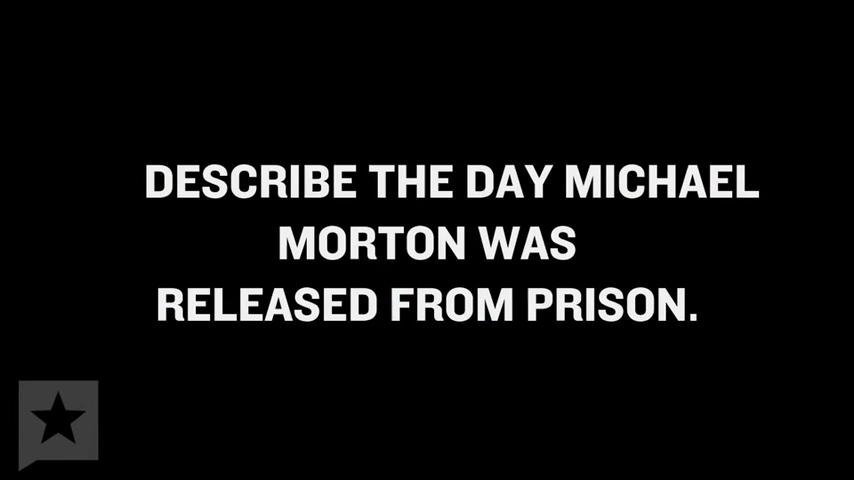 DESCRIBE THE DAY MICHAEL
MORTON WAS
RELEASED FROM PRISON.